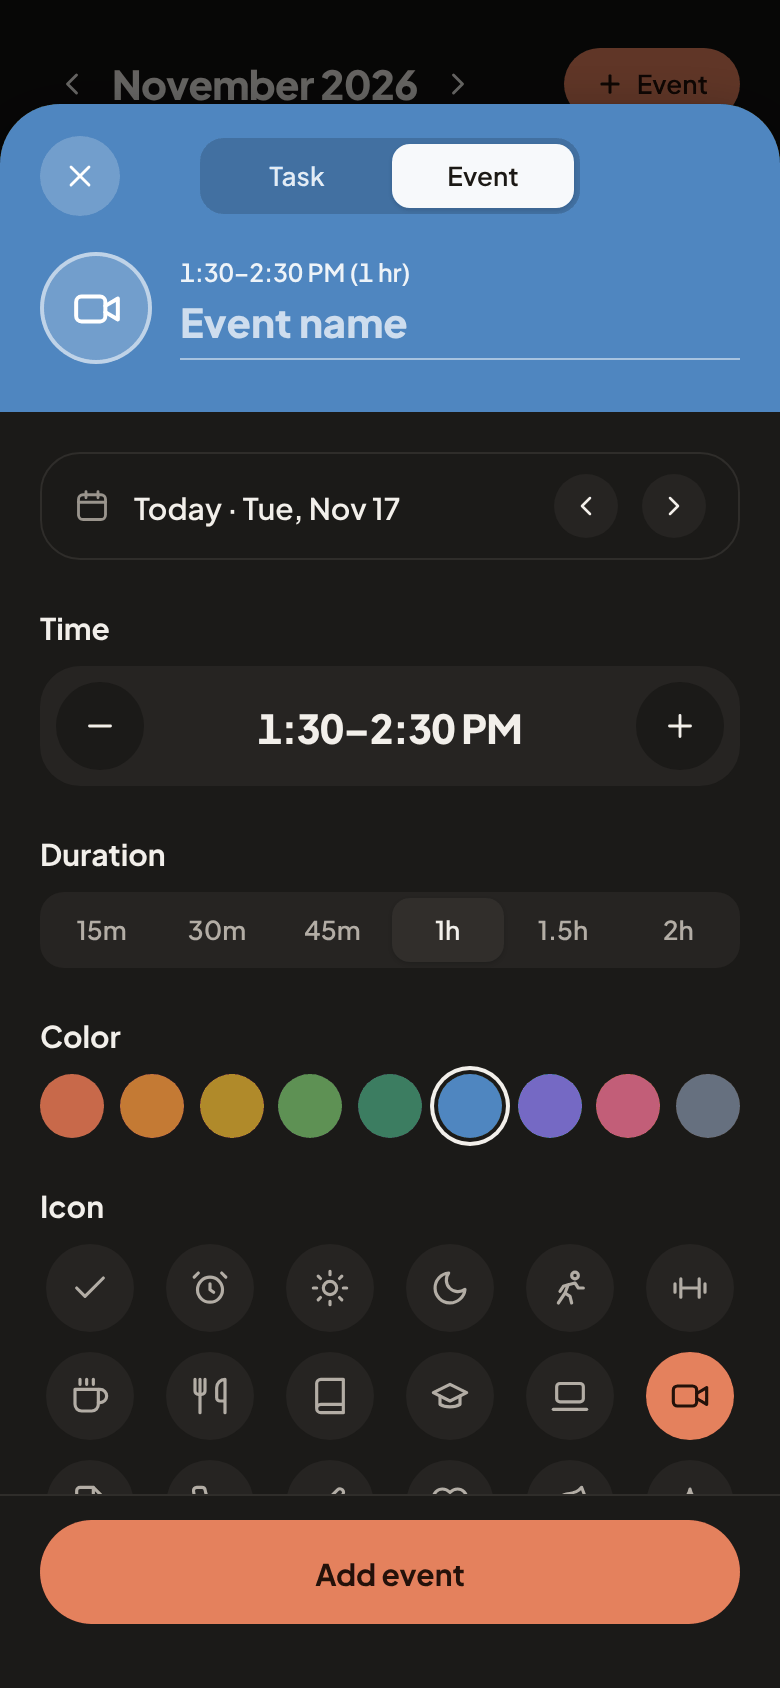 November 2026
+ Event
Task
Event
1:30–2:30 PM (1 hr)
Event name
Today · Tue, Nov 17
Time
1:30–2:30 PM
Duration
15m 30m 45m 1h 1.5h 2h
Color
Icon
Add event